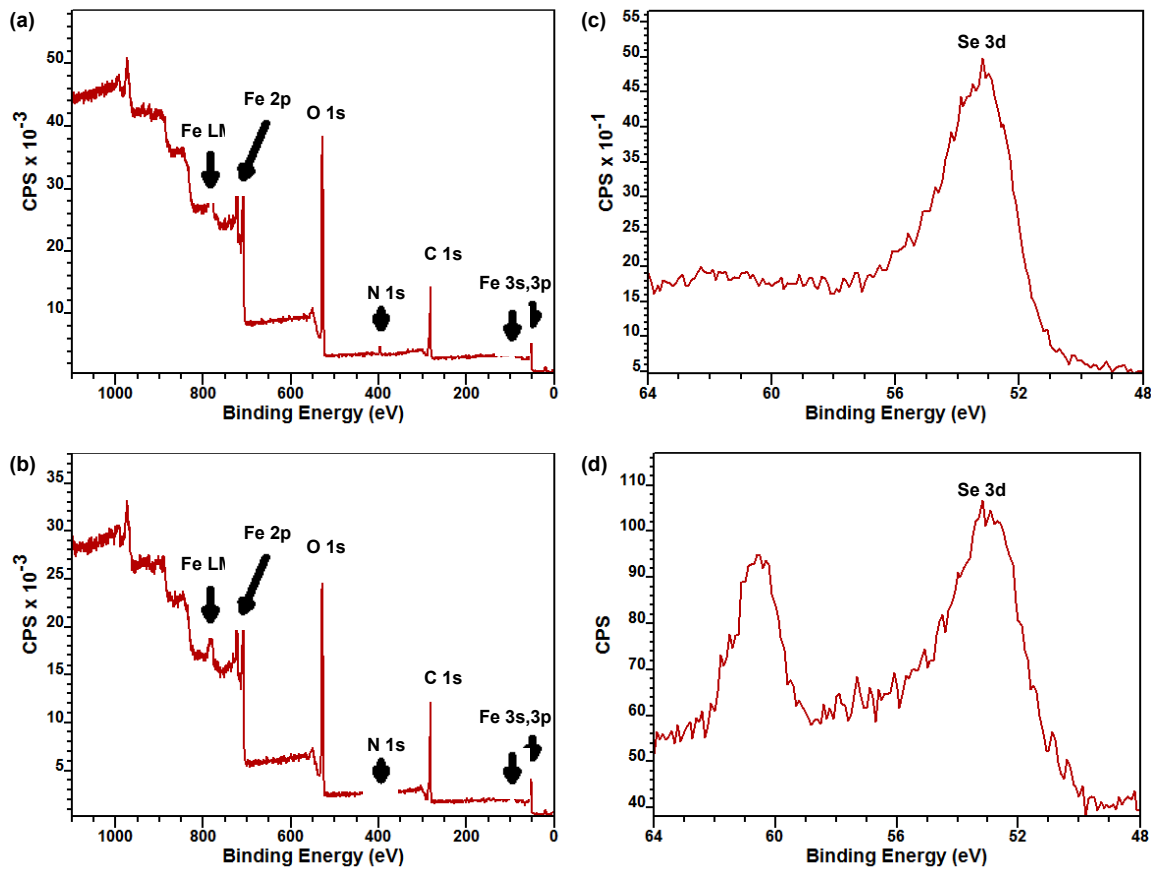 (a)
CPS x 10⁻³
50
40
30
20
10
Fe LM
Fe 2p
O 1s
N 1s
C 1s
Fe 3s,3p
1000 800 600 400 200 0
Binding Energy (eV)
(c)
CPS x 10⁻¹
55
50
45
40
35
30
25
20
15
10
5
Se 3d
64 60 56 52 48
Binding Energy (eV)
(b)
CPS x 10⁻³
35
30
25
20
15
10
5
Fe LM
Fe 2p
O 1s
N 1s
C 1s
Fe 3s,3p
1000 800 600 400 200 0
Binding Energy (eV)
(d)
CPS
110
100
90
80
70
60
50
40
Se 3d
64 60 56 52 48
Binding Energy (eV)